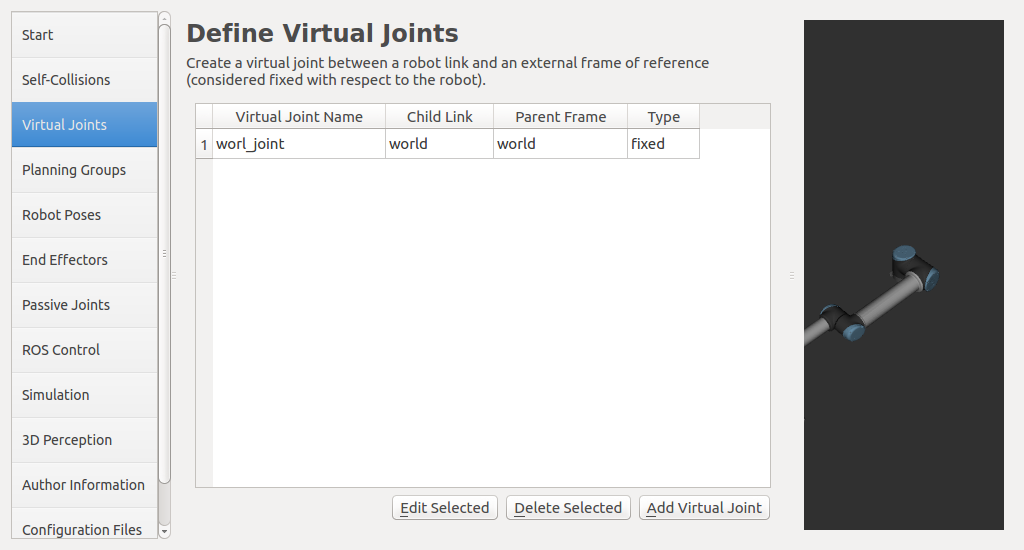 Start
Self-Collisions
Virtual Joints
Planning Groups
Robot Poses
End Effectors
Passive Joints
ROS Control
Simulation
3D Perception
Author Information
Configuration Files
Define Virtual Joints
Create a virtual joint between a robot link and an external frame of reference
(considered fixed with respect to the robot).
Virtual Joint Name Child Link Parent Frame Type
1 worl_joint world world fixed
Edit Selected Delete Selected Add Virtual Joint